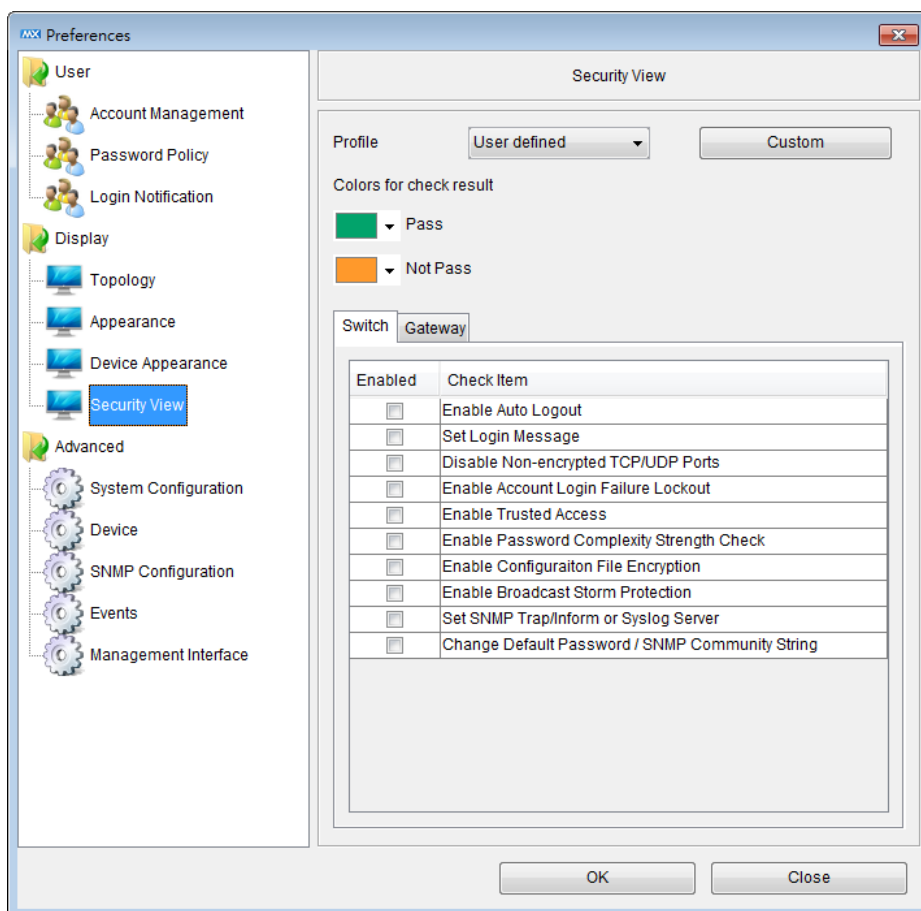 MX Preferences
User
Account Management
Password Policy
Login Notification
Display
Topology
Appearance
Device Appearance
Security View
Advanced
System Configuration
Device
SNMP Configuration
Events
Management Interface
Security View
Profile User defined Custom
Colors for check result
Pass
Not Pass
Switch Gateway
Enabled Check Item
Enable Auto Logout
Set Login Message
Disable Non-encrypted TCP/UDP Ports
Enable Account Login Failure Lockout
Enable Trusted Access
Enable Password Complexity Strength Check
Enable Configuraiton File Encryption
Enable Broadcast Storm Protection
Set SNMP Trap/Inform or Syslog Server
Change Default Password / SNMP Community String
OK Close